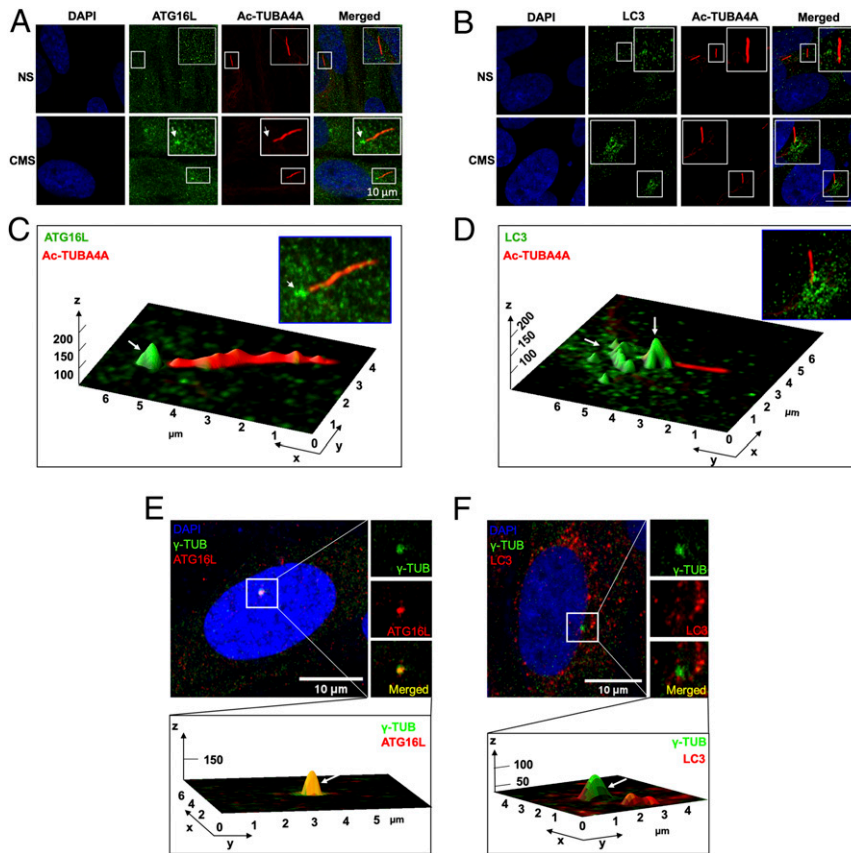 A
DAPI ATG16L Ac-TUBA4A Merged
NS
CMS
10 µm
B
DAPI LC3 Ac-TUBA4A Merged
NS
CMS
C
ATG16L
Ac-TUBA4A
z
200
150
100
6 5 4 3 2 1 0
µm
1 2 3 4
x
y
D
LC3
Ac-TUBA4A
z
200
150
100
6 5 4 3 2 1 0
1 2 3 4 5 6
µm
y
x
E
DAPI
γ-TUB
ATG16L
10 µm
γ-TUB
ATG16L
Merged
γ-TUB
ATG16L
z
150
6 4 2 0
x
y
1 2 3 4 5 µm
F
DAPI
γ-TUB
LC3
10 µm
γ-TUB
LC3
Merged
γ-TUB
LC3
z
100
50
4 3 2 1 0
x
y
1 2 3 4
µm